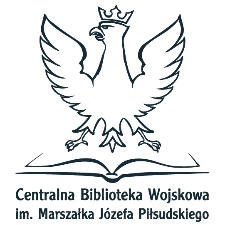 Centralna Biblioteka Wojskowa
im. Marszałka Józefa Piłsudskiego